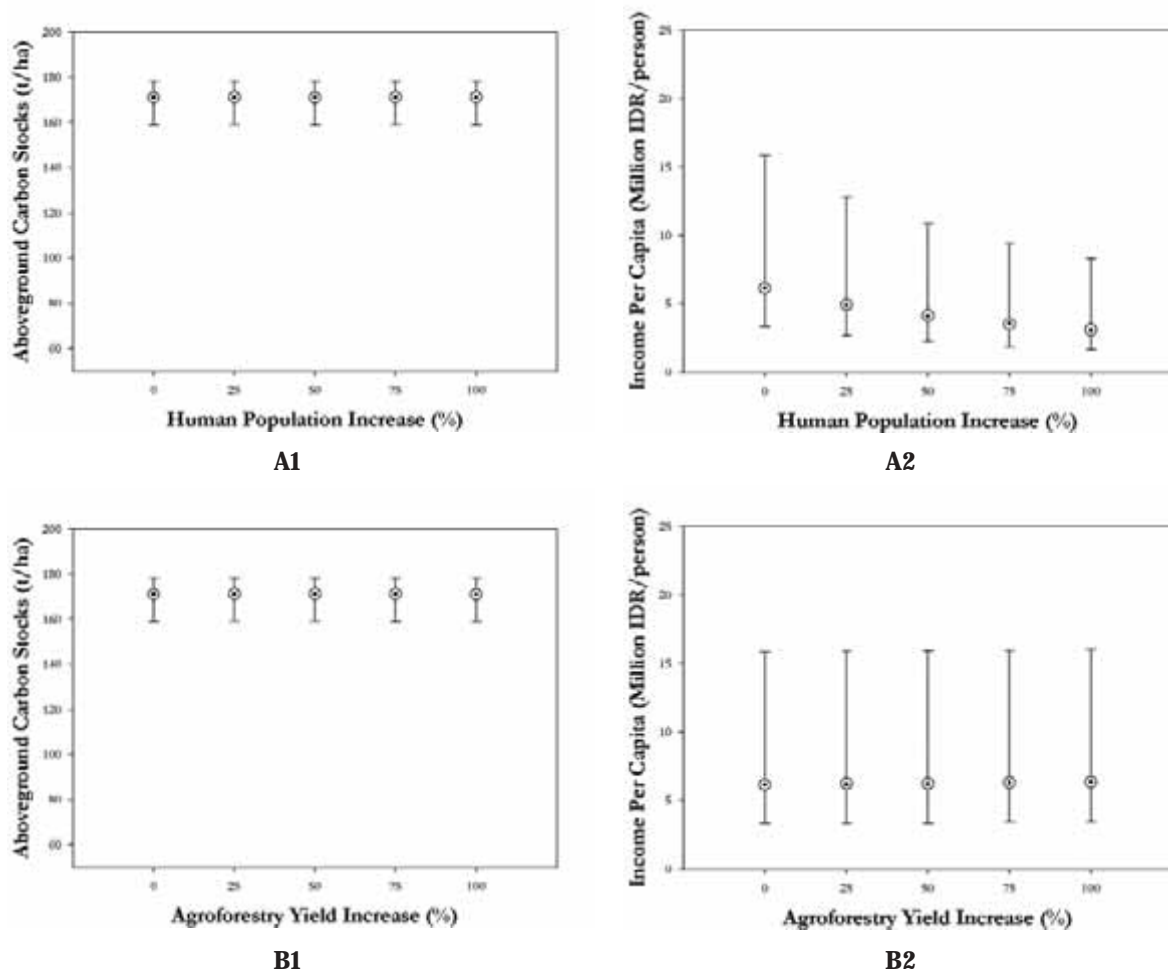 Aboveground Carbon Stocks (t/ha)
200
180
160
140
120
100
80
60
0 25 50 75 100
Human Population Increase (%)
A1
Income Per Capita (Million IDR/person)
25
20
15
10
5
0
0 25 50 75 100
Human Population Increase (%)
A2
Aboveground Carbon Stocks (t/ha)
200
180
160
140
120
100
80
60
0 25 50 75 100
Agroforestry Yield Increase (%)
B1
Income Per Capita (Million IDR/person)
25
20
15
10
5
0
0 25 50 75 100
Agroforestry Yield Increase (%)
B2